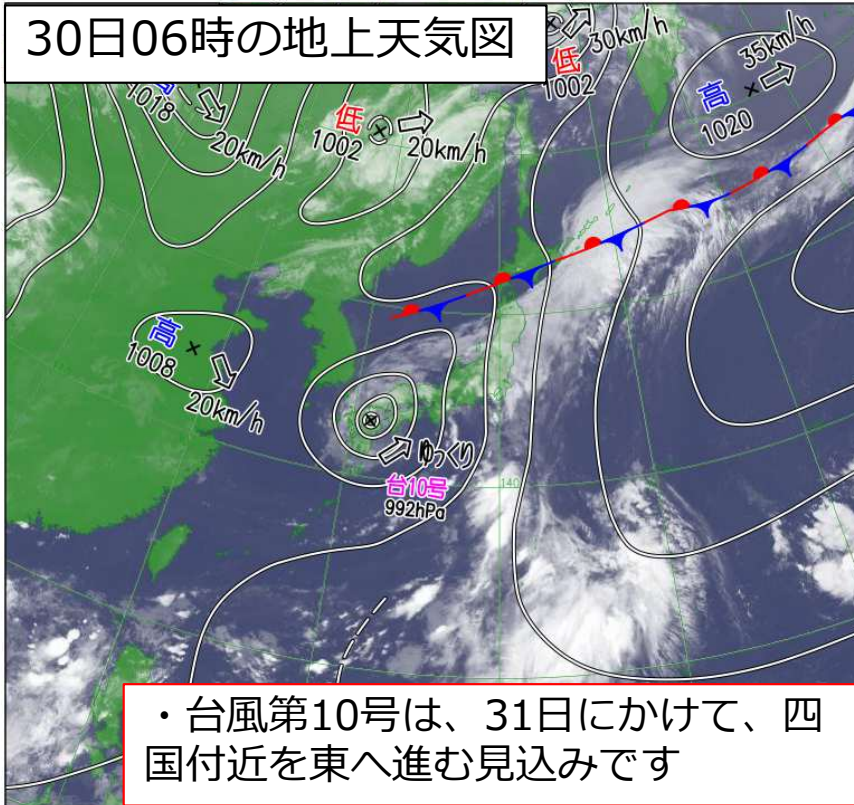 30日06時の地上天気図
30km/h
低
1002
35km/h
高
1020
高
1018
20km/h
低
1002
20km/h
高
1008
20km/h
ゆっくり
台10号
992hPa
140
・台風第10号は、31日にかけて、四
国付近を東へ進む見込みです